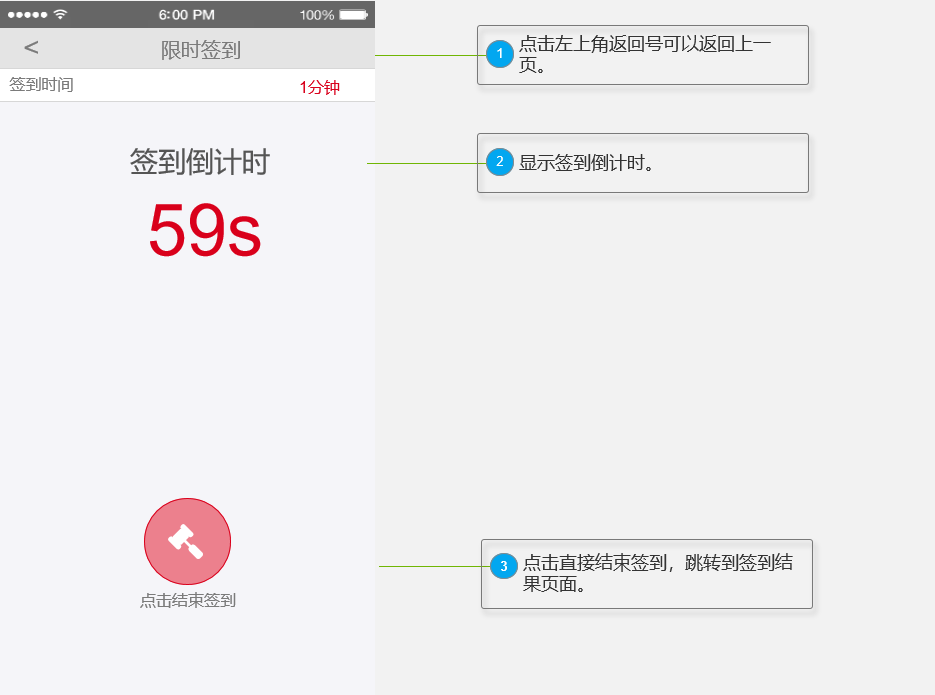 6:00 PM 100%
<
限时签到
签到时间 1分钟
签到倒计时
59s
点击结束签到
1 点击左上角返回号可以返回上一
页。
2 显示签到倒计时。
3 点击直接结束签到，跳转到签到结
果页面。